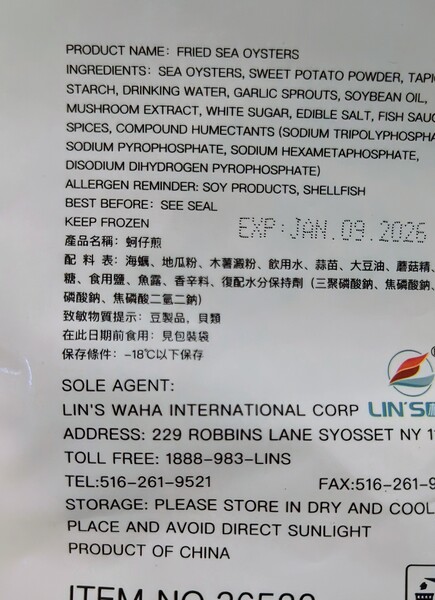 PRODUCT NAME: FRIED SEA OYSTERS
INGREDIENTS: SEA OYSTERS, SWEET POTATO POWDER,
STARCH, DRINKING WATER, GARLIC SPROUTS, SOYBEAN OIL,
MUSHROOM EXTRACT, WHITE SUGAR, EDIBLE SALT, FISH
SPICES, COMPOUND HUMECTANTS (SODIUM
SODIUM PYROPHOSPHATE, SODIUM HEXAMETAPHOSPHATE,
DISODIUM DIHYDROGEN PYROPHOSPHATE)
ALLERGEN REMINDER: SOY PRODUCTS, SHELLFISH
BEST BEFORE: SEE SEAL
KEEP FROZEN
EXP:JAN.09.2026
產品名稱: 蚵仔煎
配 料 表: 海蠣、地瓜粉、木薯澱粉、飲用水、蒜苗、大豆油、蘑菇精、
糖、食用鹽、魚露、香辛料、復配水分保持劑 (三聚磷酸鈉、焦磷酸鈉、
磷酸鈉、焦磷酸二氫二鈉)
致敏物質提示: 豆製品, 貝類
在此日期前食用: 見包裝袋
保存條件: -18℃以下保存
SOLE AGENT:
LIN'S WAHA INTERNATIONAL CORP
LIN'S
ADDRESS: 229 ROBBINS LANE SYOSSET NY
TOLL FREE: 1888-983-LINS
TEL:516-261-9521 FAX:516-261-
STORAGE: PLEASE STORE IN DRY AND COOL
PLACE AND AVOID DIRECT SUNLIGHT
PRODUCT OF CHINA
ITEM NO